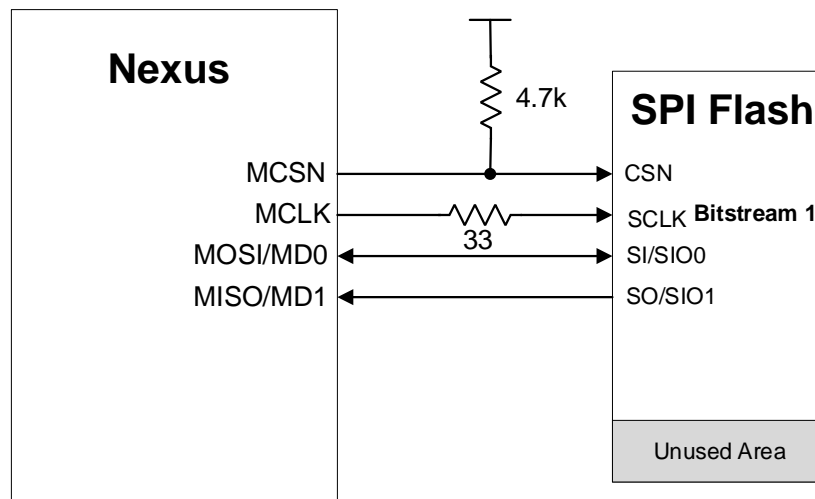 Nexus
4.7k
SPI Flash
MCSN
CSN
MCLK
33
SCLK Bitstream 1
MOSI/MD0
SI/SIO0
MISO/MD1
SO/SIO1
Unused Area